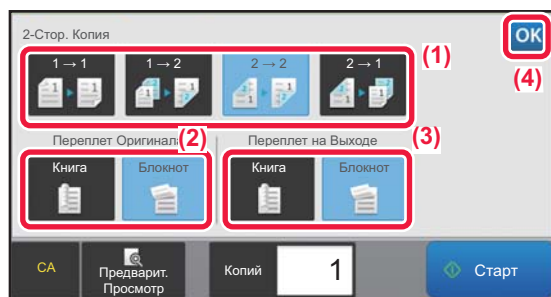 2-Стор. Копия
OK
1 → 1
1 → 2
2 → 2
2 → 1
(1)
(4)
Переплет Оригинала
(2)
Переплет на Выходе
(3)
Книга
Блокнот
Книга
Блокнот
CA
Предварит.
Просмотр
Копий
1
Старт